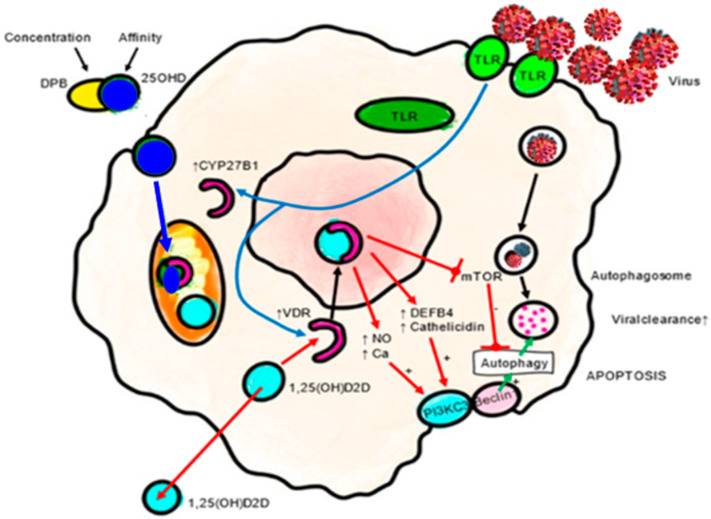 Concentration Affinity
DPB 25OHD
TLR
TLR
Virus
TLR
↑CYP27B1
mTOR
Autophagosome
↑VDR
↑ DEFB4
↑ Cathelicidin
Viralclearance↑
↑ NO
↑ Ca
-
+
+
Autophagy
1,25(OH)D2D
APOPTOSIS
PI3KC3
Beclin
+
1,25(OH)D2D